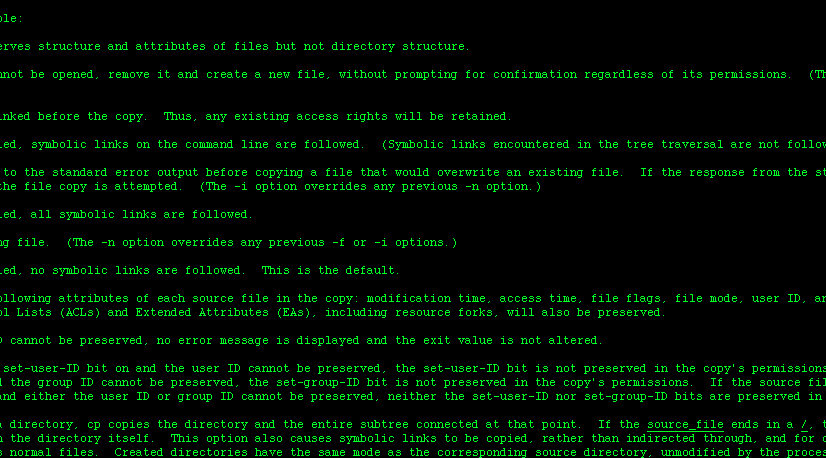 ple:
erves structure and attributes of files but not directory structure.
nnot be opened, remove it and create a new file, without prompting for confirmation regardless of its permissions.  (Th
inked before the copy.  Thus, any existing access rights will be retained.
ied, symbolic links on the command line are followed.  (Symbolic links encountered in the tree traversal are not follow
 to the standard error output before copying a file that would overwrite an existing file.  If the response from the st
the file copy is attempted.  (The -i option overrides any previous -n option.)
ied, all symbolic links are followed.
ng file.  (The -n option overrides any previous -f or -i options.)
ied, no symbolic links are followed.  This is the default.
ollowing attributes of each source file in the copy: modification time, access time, file flags, file mode, user ID, an
ol Lists (ACLs) and Extended Attributes (EAs), including resource forks, will also be preserved.
D cannot be preserved, no error message is displayed and the exit value is not altered.
 set-user-ID bit on and the user ID cannot be preserved, the set-user-ID bit is not preserved in the copy's permissions
d the group ID cannot be preserved, the set-group-ID bit is not preserved in the copy's permissions.  If the source fil
and either the user ID or group ID cannot be preserved, neither the set-user-ID nor set-group-ID bits are preserved in
a directory, cp copies the directory and the entire subtree connected at that point.  If the source_file ends in a /, t
n the directory itself.  This option also causes symbolic links to be copied, rather than indirected through, and for c
s normal files.  Created directories have the same mode as the corresponding source directory, unmodified by the proces